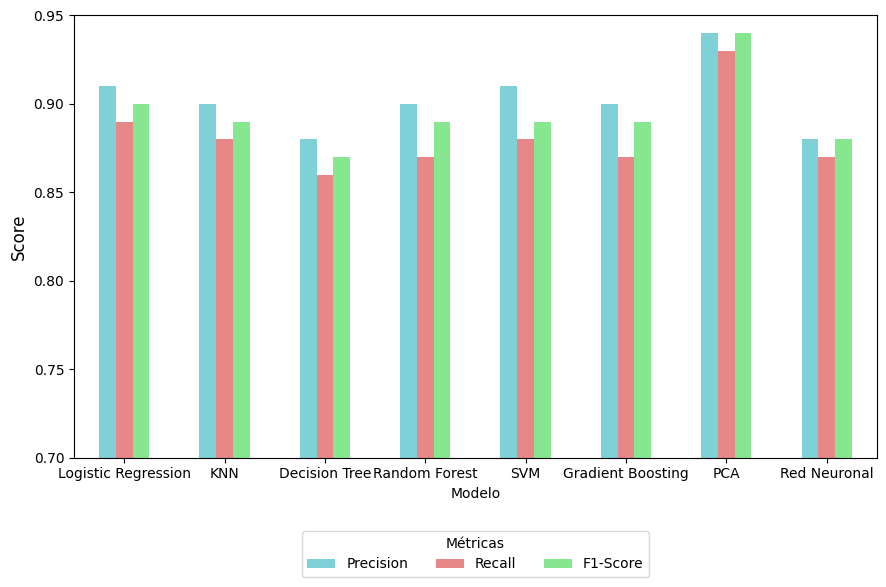 0.95
0.90
0.85
0.80
0.75
0.70
Score
Logistic Regression KNN Decision Tree Random Forest SVM Gradient Boosting PCA Red Neuronal
Modelo
Métricas
Precision Recall F1-Score